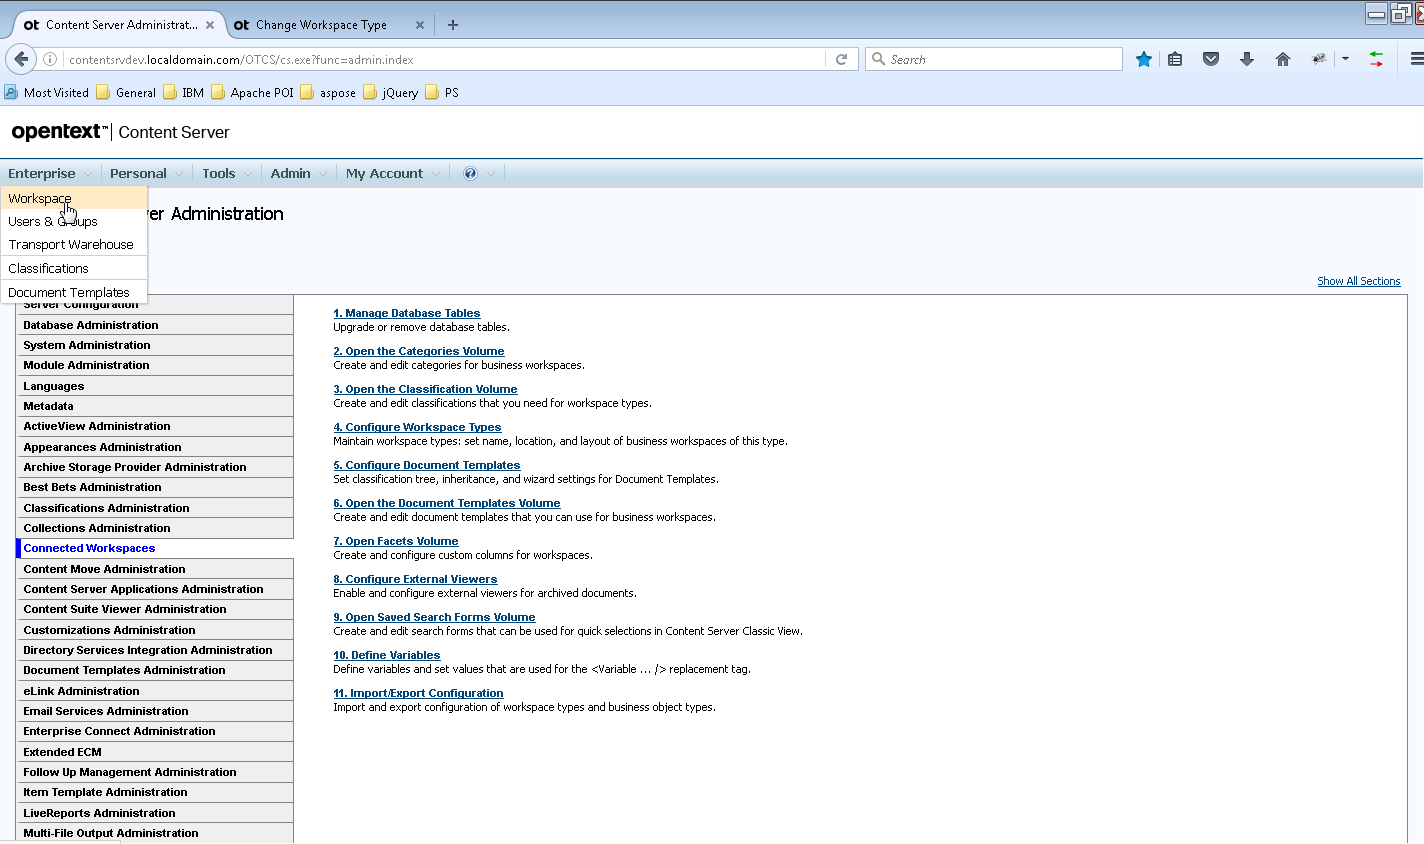 Content Server Administrat...
Change Workspace Type
contentsrvdev.localdomain.com/OTCS/cs.exe?func=admin.index
Search
Most Visited
General
IBM
Apache POI
aspose
jQuery
PS
opentext™ | Content Server
Enterprise
Personal
Tools
Admin
My Account
Workspace
Users & Groups
Transport Warehouse
Classifications
Document Templates
er Administration
Show All Sections
Server Configuration
Database Administration
System Administration
Module Administration
Languages
Metadata
ActiveView Administration
Appearances Administration
Archive Storage Provider Administration
Best Bets Administration
Classifications Administration
Collections Administration
Connected Workspaces
Content Move Administration
Content Server Applications Administration
Content Suite Viewer Administration
Customizations Administration
Directory Services Integration Administration
Document Templates Administration
eLink Administration
Email Services Administration
Enterprise Connect Administration
Extended ECM
Follow Up Management Administration
Item Template Administration
LiveReports Administration
Multi-File Output Administration
1. Manage Database Tables
Upgrade or remove database tables.
2. Open the Categories Volume
Create and edit categories for business workspaces.
3. Open the Classification Volume
Create and edit classifications that you need for workspace types.
4. Configure Workspace Types
Maintain workspace types: set name, location, and layout of business workspaces of this type.
5. Configure Document Templates
Set classification tree, inheritance, and wizard settings for Document Templates.
6. Open the Document Templates Volume
Create and edit document templates that you can use for business workspaces.
7. Open Facets Volume
Create and configure custom columns for workspaces.
8. Configure External Viewers
Enable and configure external viewers for archived documents.
9. Open Saved Search Forms Volume
Create and edit search forms that can be used for quick selections in Content Server Classic View.
10. Define Variables
Define variables and set values that are used for the <Variable ... /> replacement tag.
11. Import/Export Configuration
Import and export configuration of workspace types and business object types.